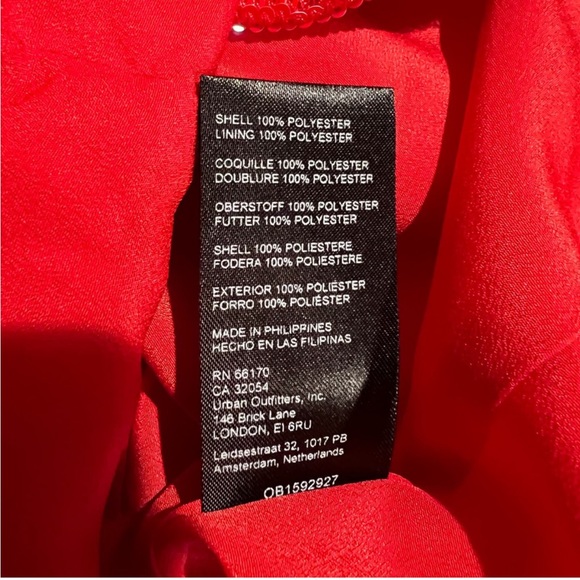 SHELL 100% POLYESTER
LINING 100% POLYESTER
COQUILLE 100% POLYESTER
DOUBLURE 100% POLYESTER
OBERSTOFF 100% POLYESTER
FUTTER 100% POLYESTER
SHELL 100% POLIESTERE
FODERA 100% POLIESTERE
EXTERIOR 100% POLIÉSTER
FORRO 100% POLIÉSTER
MADE IN PHILIPPINES
HECHO EN LAS FILIPINAS
RN 66170
CA 32054
Urban Outfitters, Inc.
146 Brick Lane
LONDON, EI 6RU
Leidsestraat 32, 1017 PB
Amsterdam, Netherlands
OB1592927